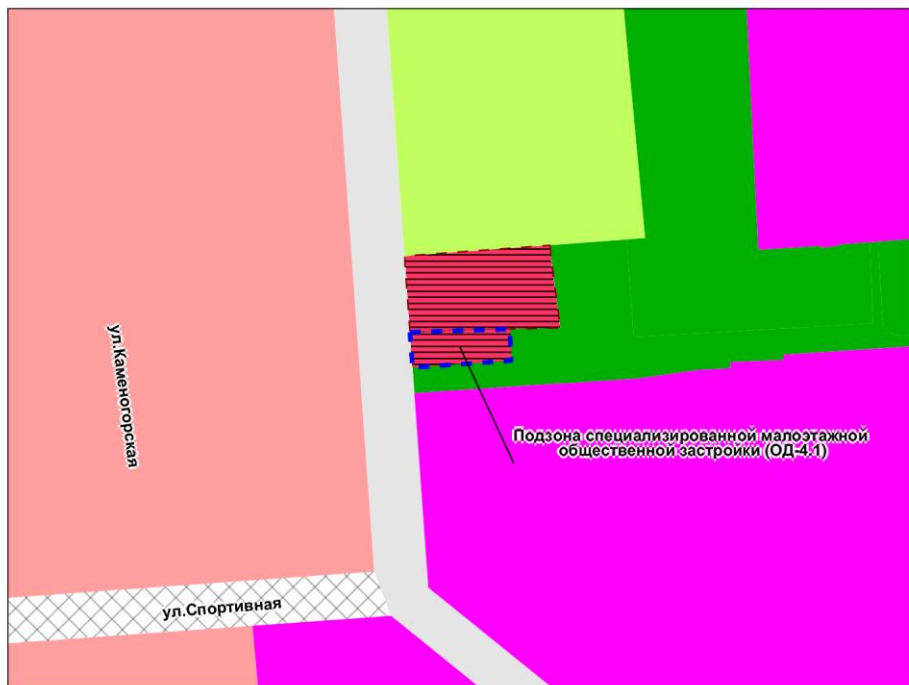 ул.Каменогорская
Подзона специализированной малоэтажной
общественной застройки (ОД-4.1)
ул.Спортивная